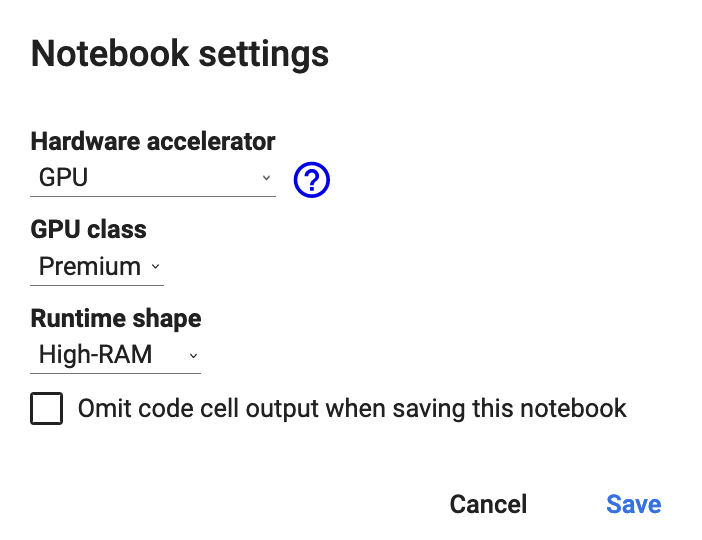 Notebook settings
Hardware accelerator
GPU
?
GPU class
Premium
Runtime shape
High-RAM
Omit code cell output when saving this notebook
Cancel Save